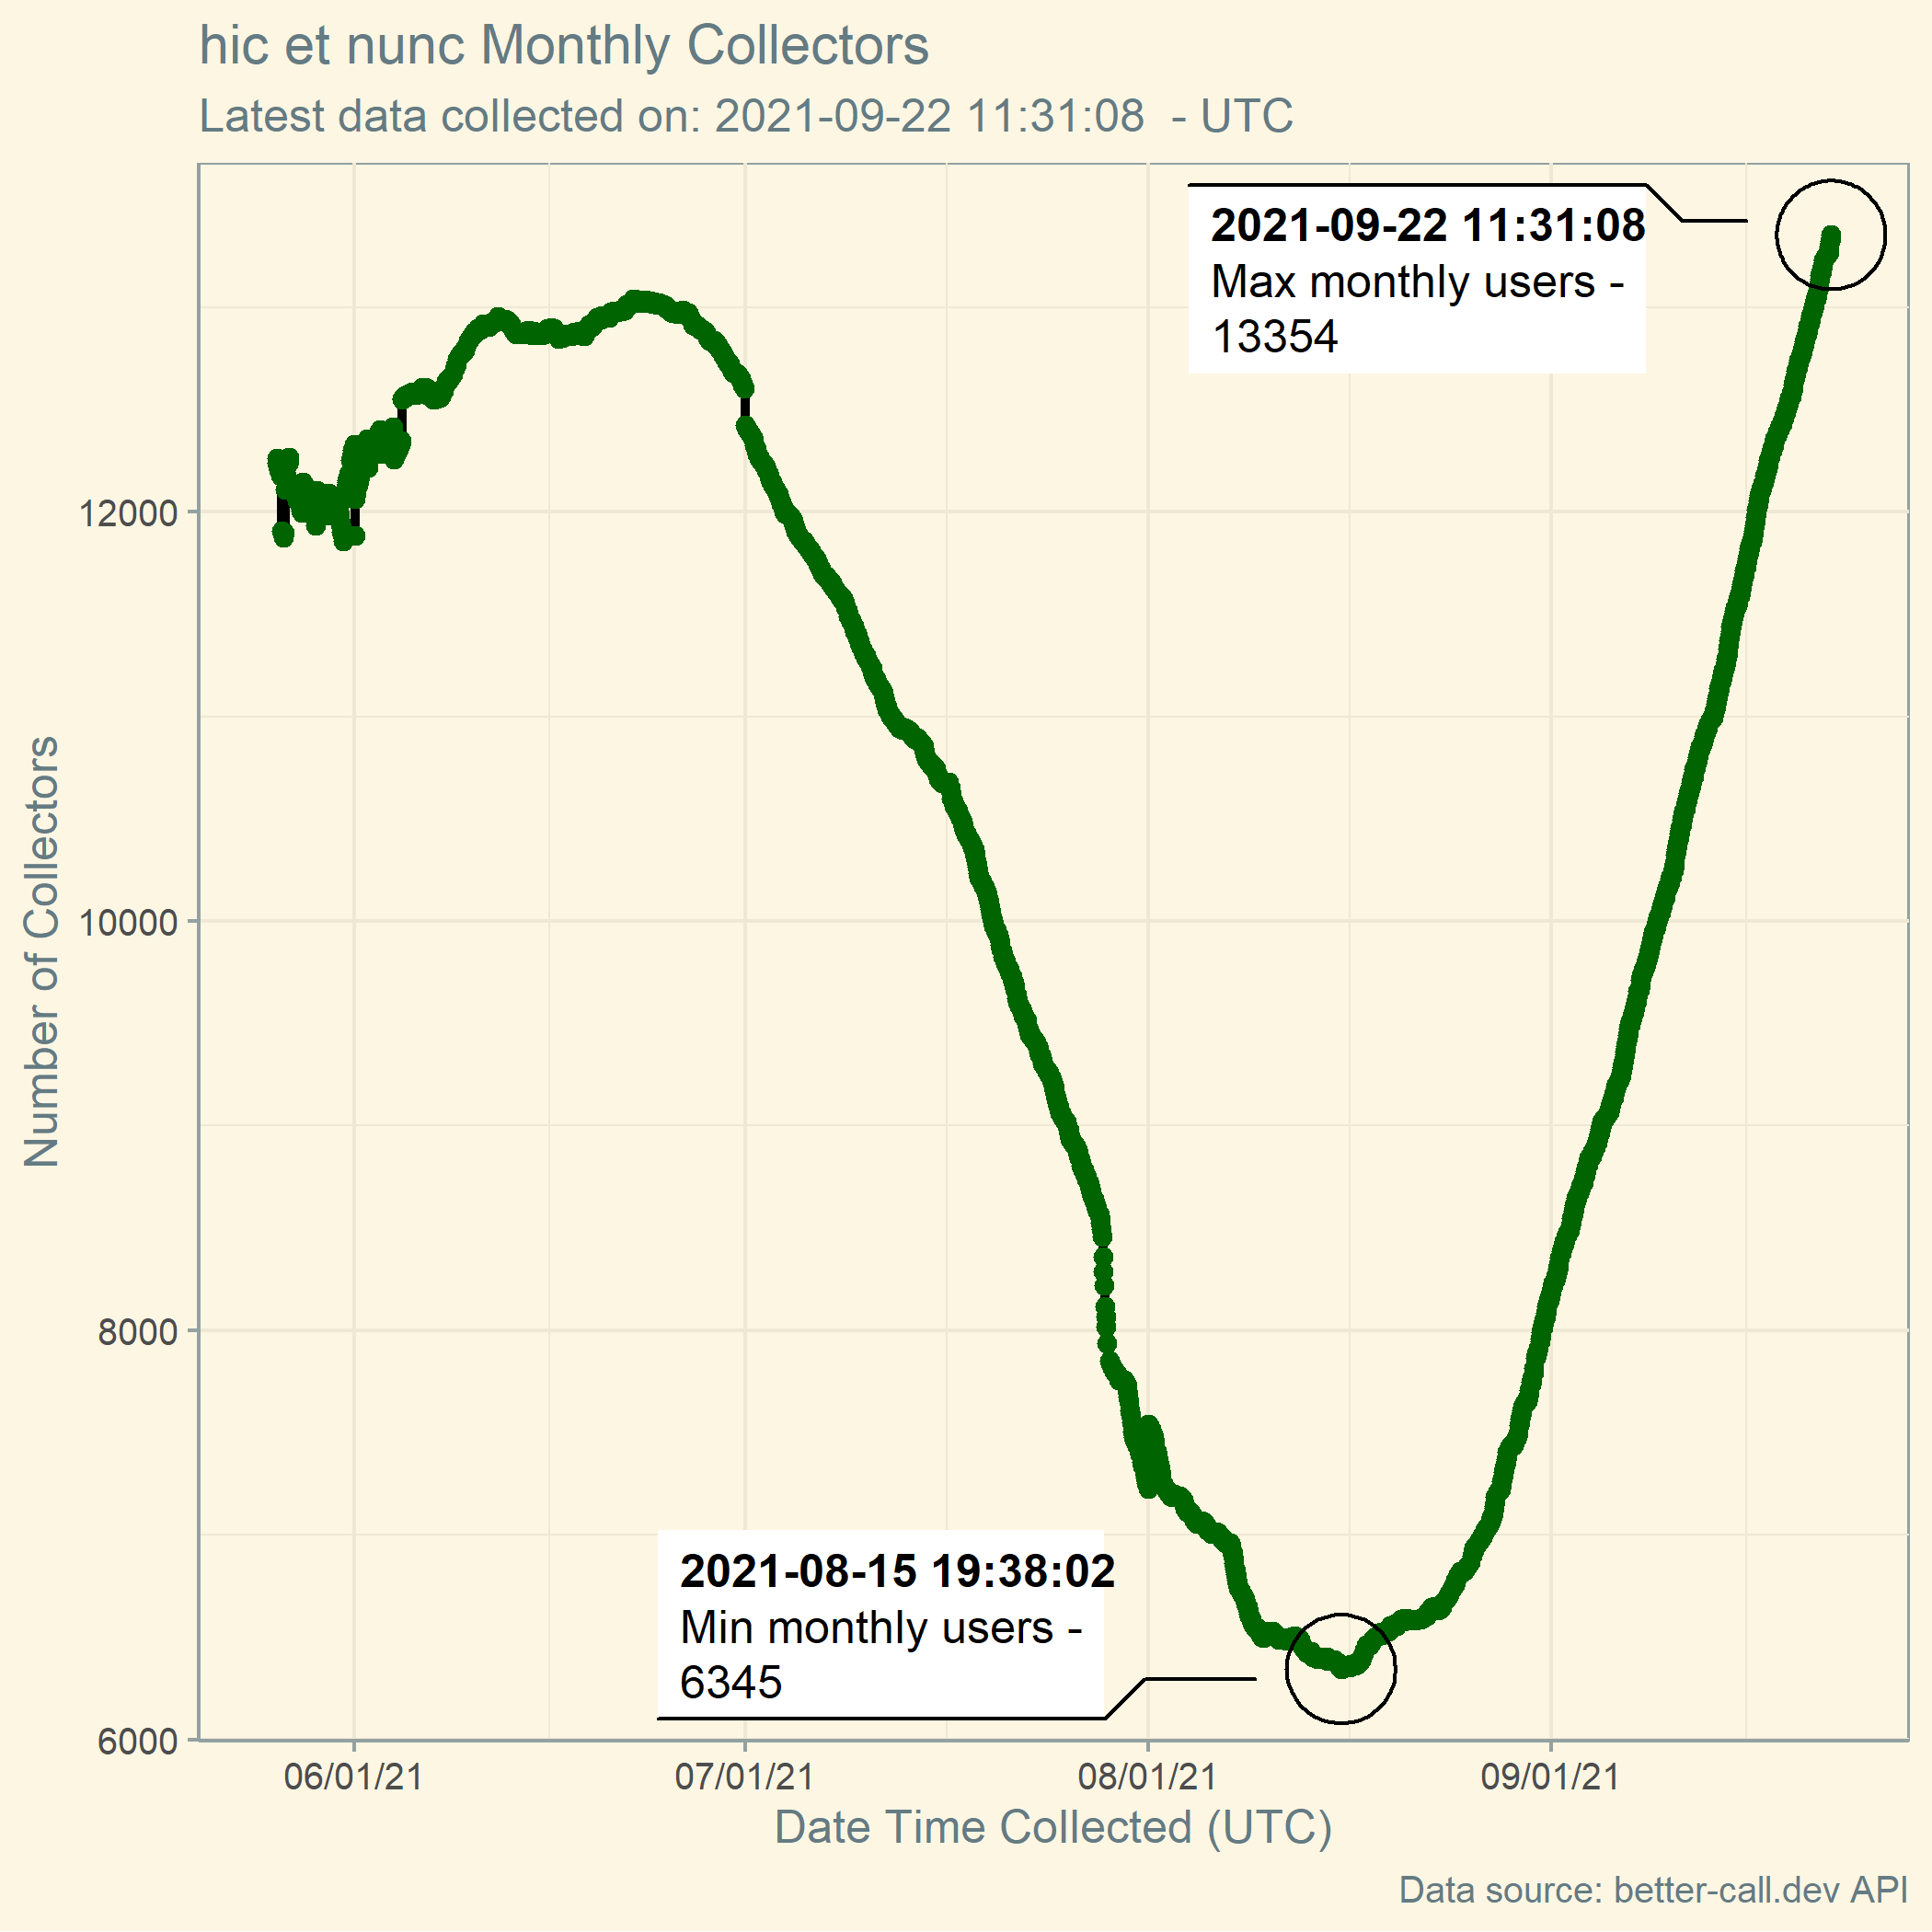 hic et nunc Monthly Collectors
Latest data collected on: 2021-09-22 11:31:08  - UTC
2021-09-22 11:31:08
Max monthly users -
13354
12000
10000
8000
6000
Number of Collectors
2021-08-15 19:38:02
Min monthly users -
6345
06/01/21
07/01/21
08/01/21
09/01/21
Date Time Collected (UTC)
Data source: better-call.dev API